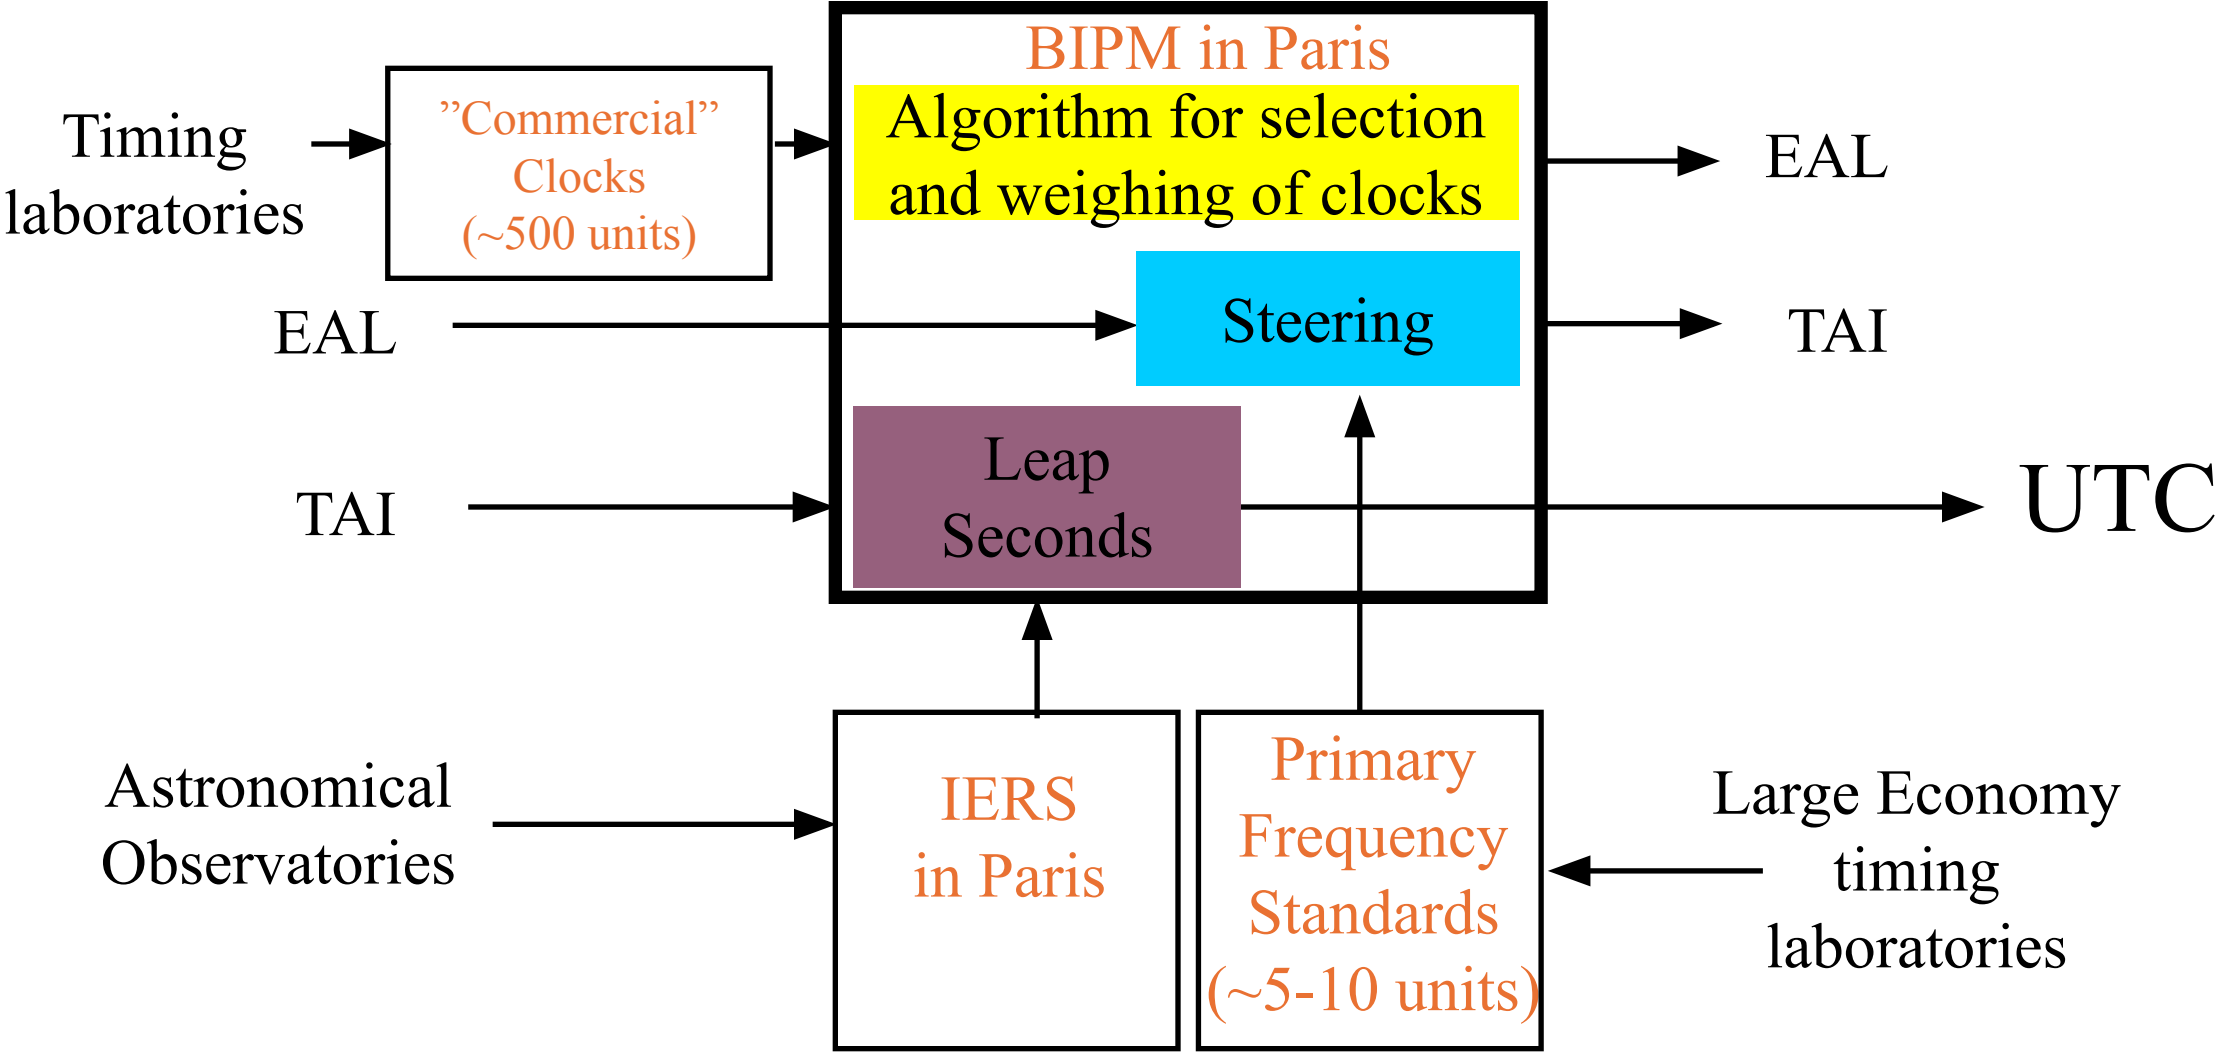 BIPM in Paris
Algorithm for selection
and weighing of clocks
Timing
laboratories
”Commercial”
Clocks
(~500 units)
EAL
EAL
Steering
TAI
TAI
Leap
Seconds
UTC
Astronomical
Observatories
IERS
in Paris
Primary
Frequency
Standards
(~5-10 units)
Large Economy
timing
laboratories